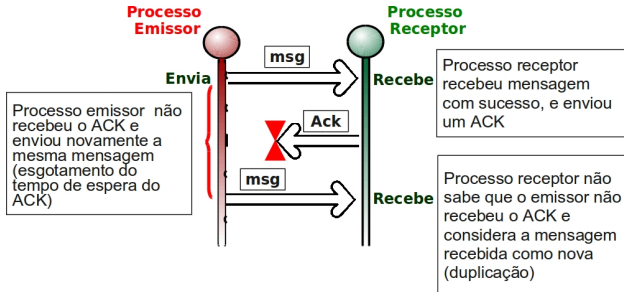 Processo
Emissor
Processo
Receptor
msg
Envia
Recebe
Processo receptor
recebeu mensagem
com sucesso, e enviou
um ACK
Processo emissor não
recebeu o ACK e
enviou novamente a
mesma mensagem
(esgotamento do
tempo de espera do
ACK)
Ack
msg
Recebe
Processo receptor não
sabe que o emissor não
recebeu o ACK e
considera a mensagem
recebida como nova
(duplicação)